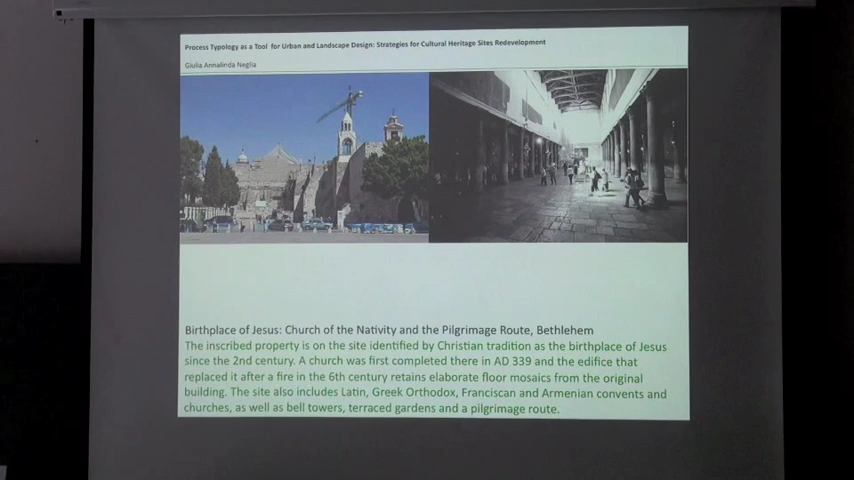 Process Typology as a Tool for Urban and Landscape Design: Strategies for Cultural Heritage Sites Redevelopment
Giulia Annalinda Neglia
Birthplace of Jesus: Church of the Nativity and the Pilgrimage Route, Bethlehem
The inscribed property is on the site identified by Christian tradition as the birthplace of Jesus
since the 2nd century. A church was first completed there in AD 339 and the edifice that
replaced it after a fire in the 6th century retains elaborate floor mosaics from the original
building. The site also includes Latin, Greek Orthodox, Franciscan and Armenian convents and
churches, as well as bell towers, terraced gardens and a pilgrimage route.